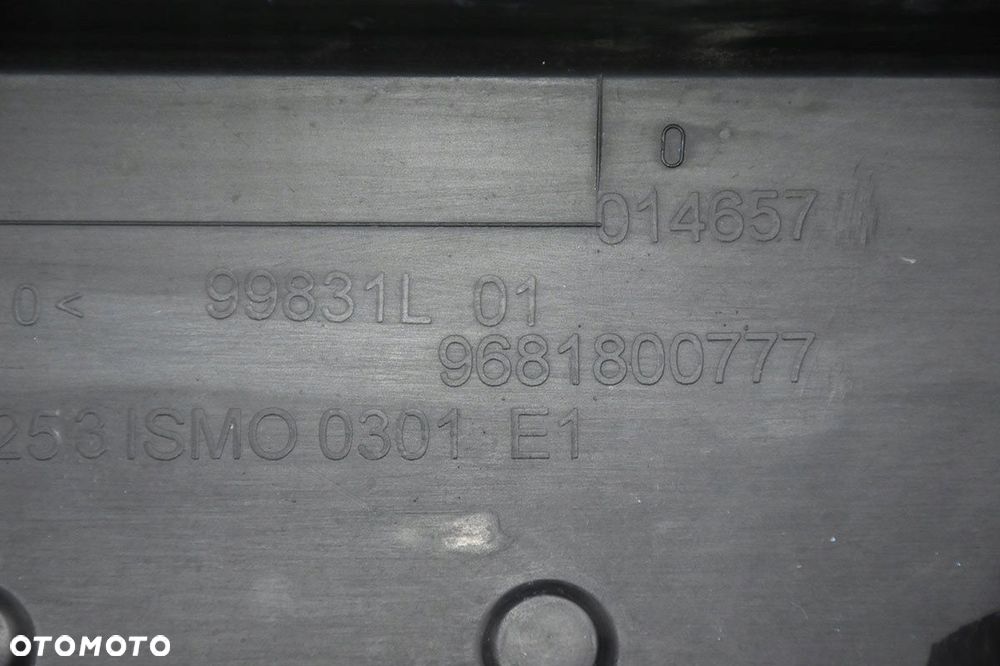 0
014657
0< 99831L 01
9681800777
253 ISMO 0301 E1
OTOMOTO